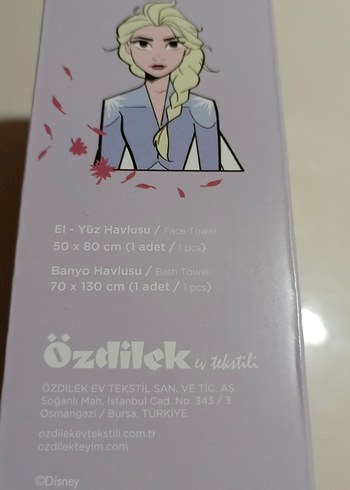 El - Yüz Havlusu / Face Towel
50 x 80 cm (1 adet / 1 pcs)
Banyo Havlusu / Bath Towel
70 x 130 cm (1 adet / 1 pcs)
Özdilek ev tekstili
ÖZDİLEK EV TEKSTİL SAN. VE TİC. AŞ
Soğanlı Mah. İstanbul Cad. No: 343 / 3
Osmangazi / Bursa, TÜRKİYE
ozdilekevtekstili.com.tr
ozdilekteyim.com
©Disney